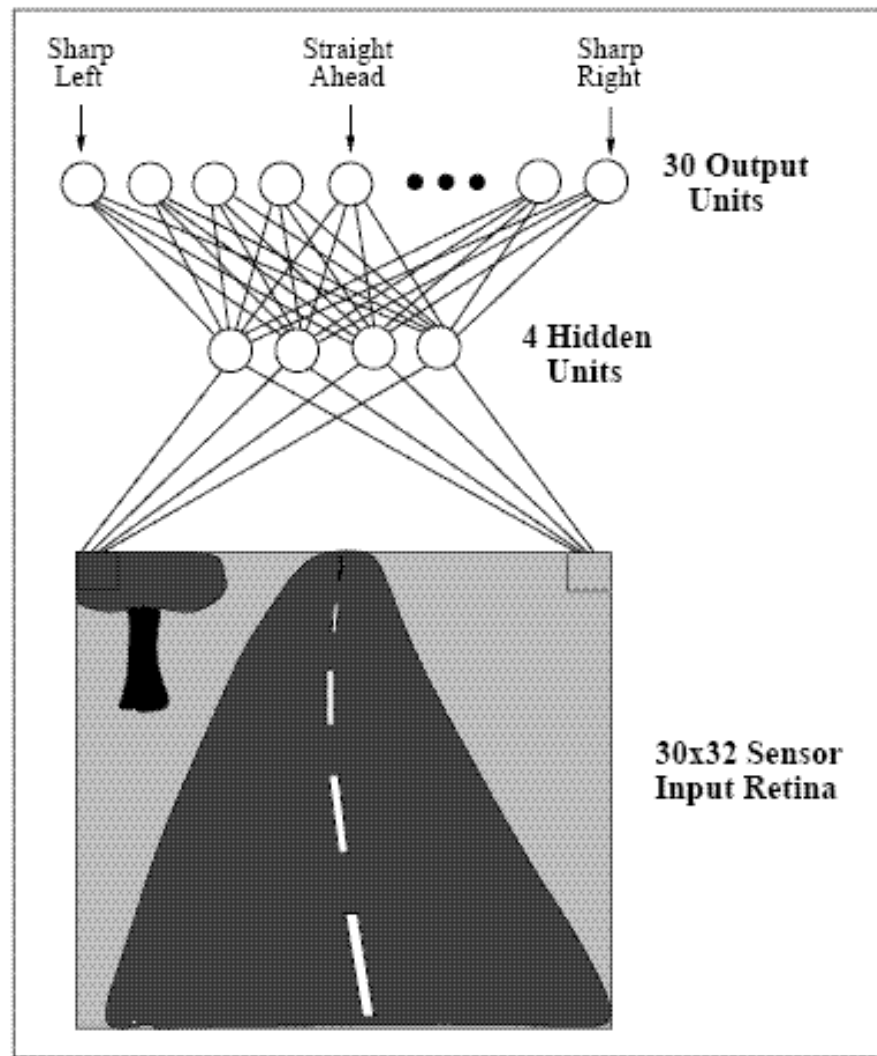 Sharp
Left
Straight
Ahead
Sharp
Right
30 Output
Units
4 Hidden
Units
30x32 Sensor
Input Retina